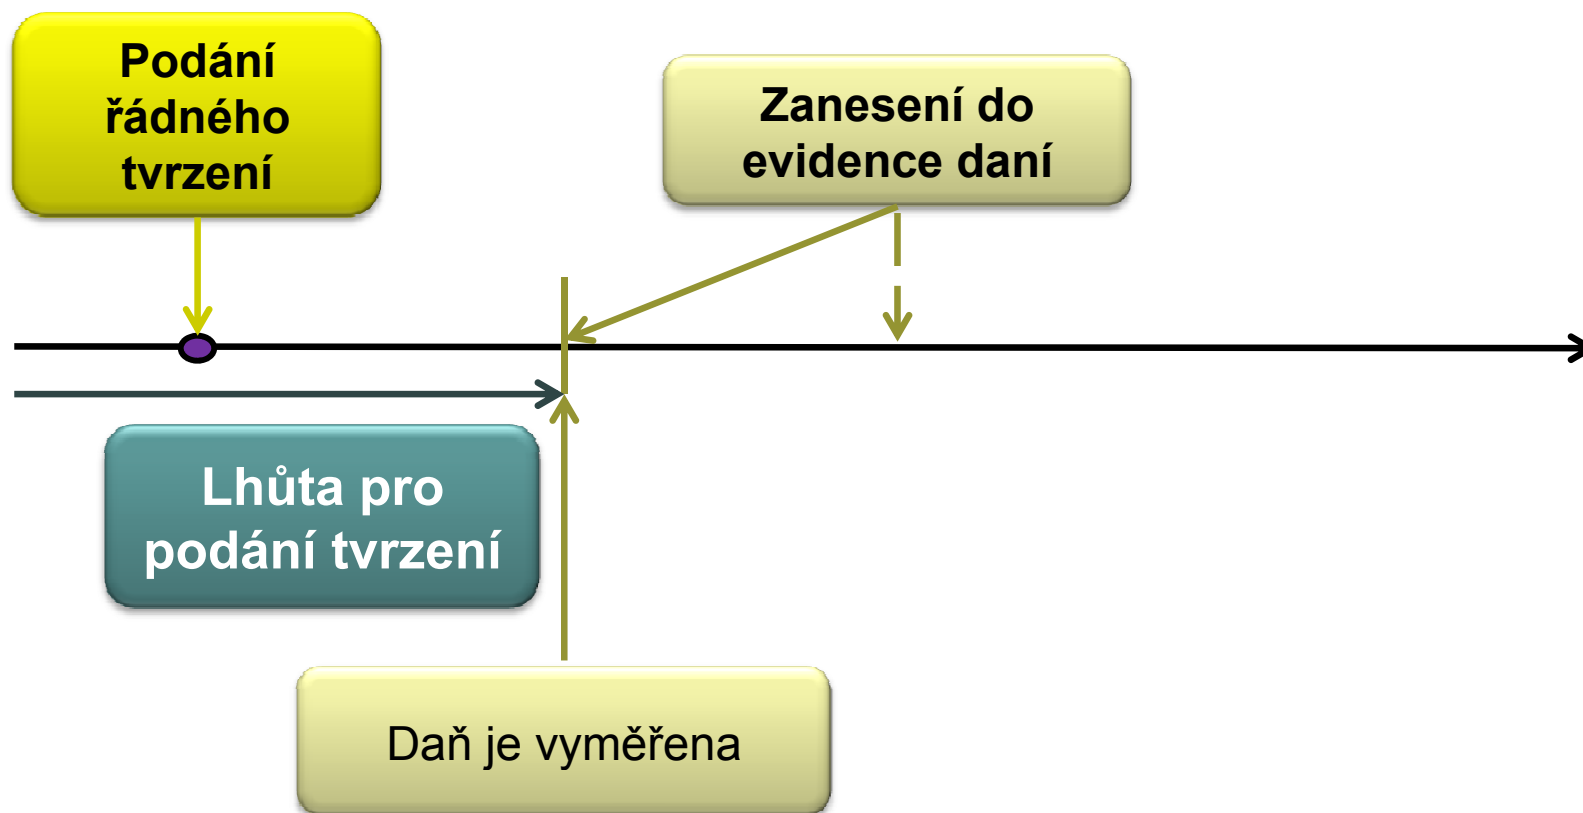 Podání
řádného
tvrzení
Zanesení do
evidence daní
Lhůta pro
podání tvrzení
Daň je vyměřena